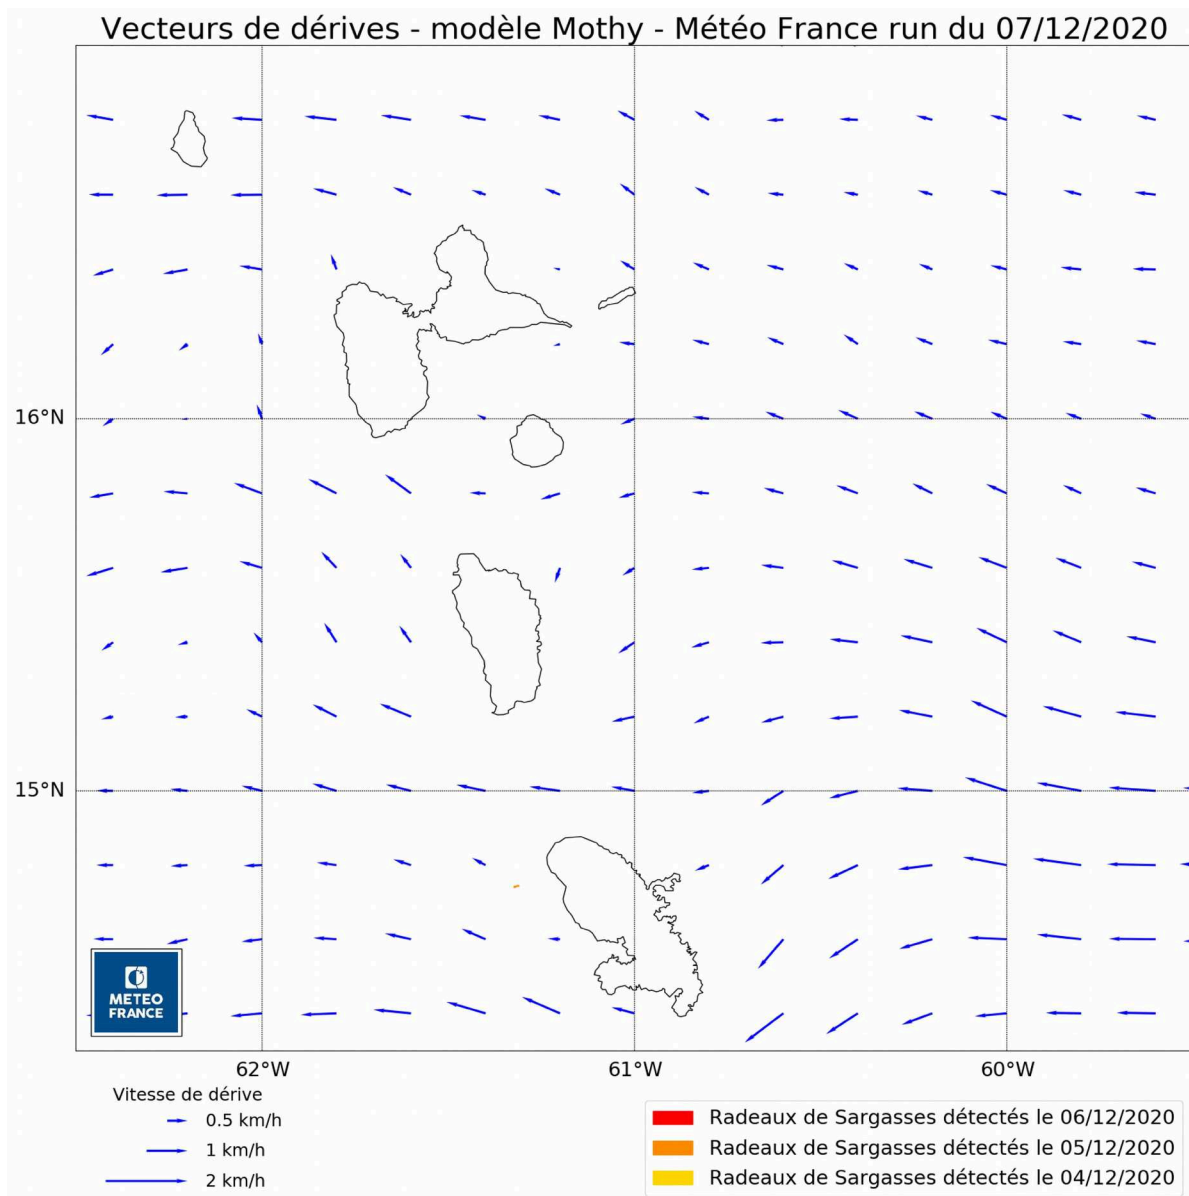 Vecteurs de dérives - modèle Mothy - Météo France run du 07/12/2020
16°N
15°N
METEO
FRANCE
62°W
61°W
60°W
Vitesse de dérive
0.5 km/h
1 km/h
2 km/h
Radeaux de Sargasses détectés le 06/12/2020
Radeaux de Sargasses détectés le 05/12/2020
Radeaux de Sargasses détectés le 04/12/2020